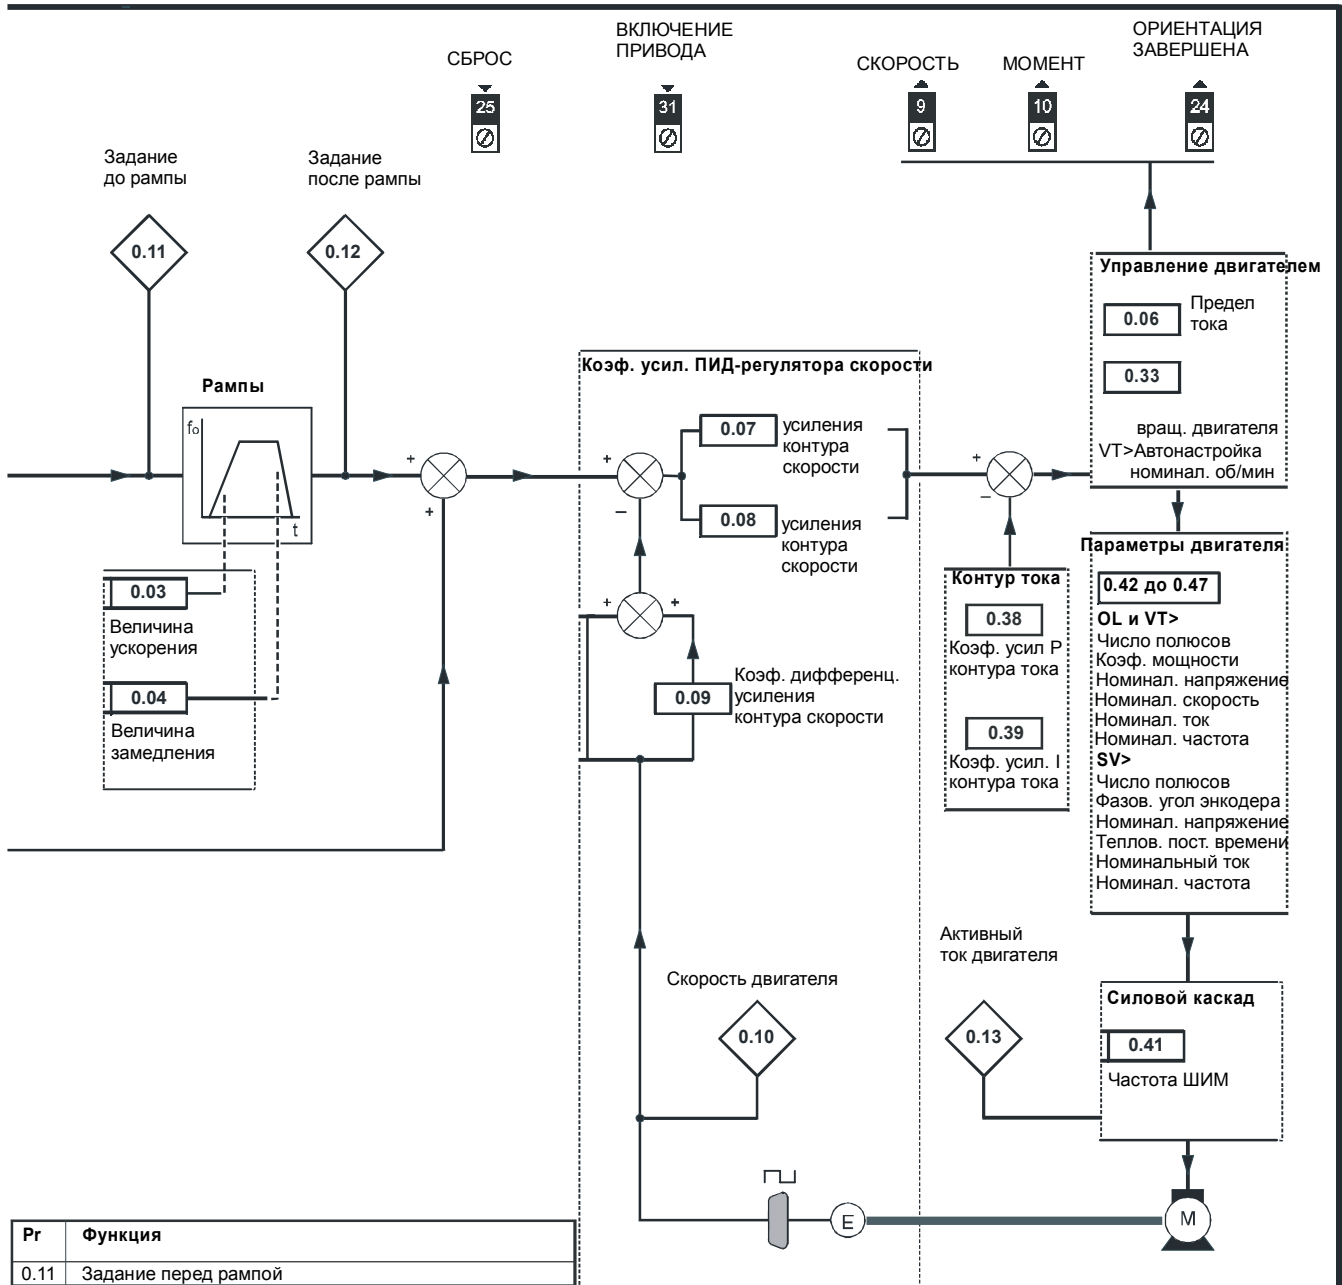 СБРОС
25
ВКЛЮЧЕНИЕ
ПРИВОДА
31
СКОРОСТЬ
9
МОМЕНТ
10
ОРИЕНТАЦИЯ
ЗАВЕРШЕНА
24
Задание
до рампы
0.11
Задание
после рампы
0.12
Рампы
fo
t
0.03
Величина
ускорения
0.04
Величина
замедления
+
+
Коэф. усил. ПИД-регулятора скорости
+
−
0.07
усиления
контура
скорости
0.08
усиления
контура
скорости
+
+
0.09
Коэф. дифференц.
усиления
контура скорости
+
−
Управление двигателем
0.06
Предел
тока
0.33
вращ. двигателя
VT>Автонастройка
номинал. об/мин
Контур тока
0.38
Коэф. усил P
контура тока
0.39
Коэф. усил. I
контура тока
Параметры двигателя
0.42 до 0.47
OL и VT>
Число полюсов
Коэф. мощности
Номинал. напряжение
Номинал. скорость
Номинал. ток
Номинал. частота
SV>
Число полюсов
Фазов. угол энкодера
Номинал. напряжение
Теплов. пост. времени
Номинальный ток
Номинал. частота
Скорость двигателя
0.10
Активный
ток двигателя
0.13
Силовой каскад
0.41
Частота ШИМ
E
M
Pr Функция
0.11 Задание перед рампой